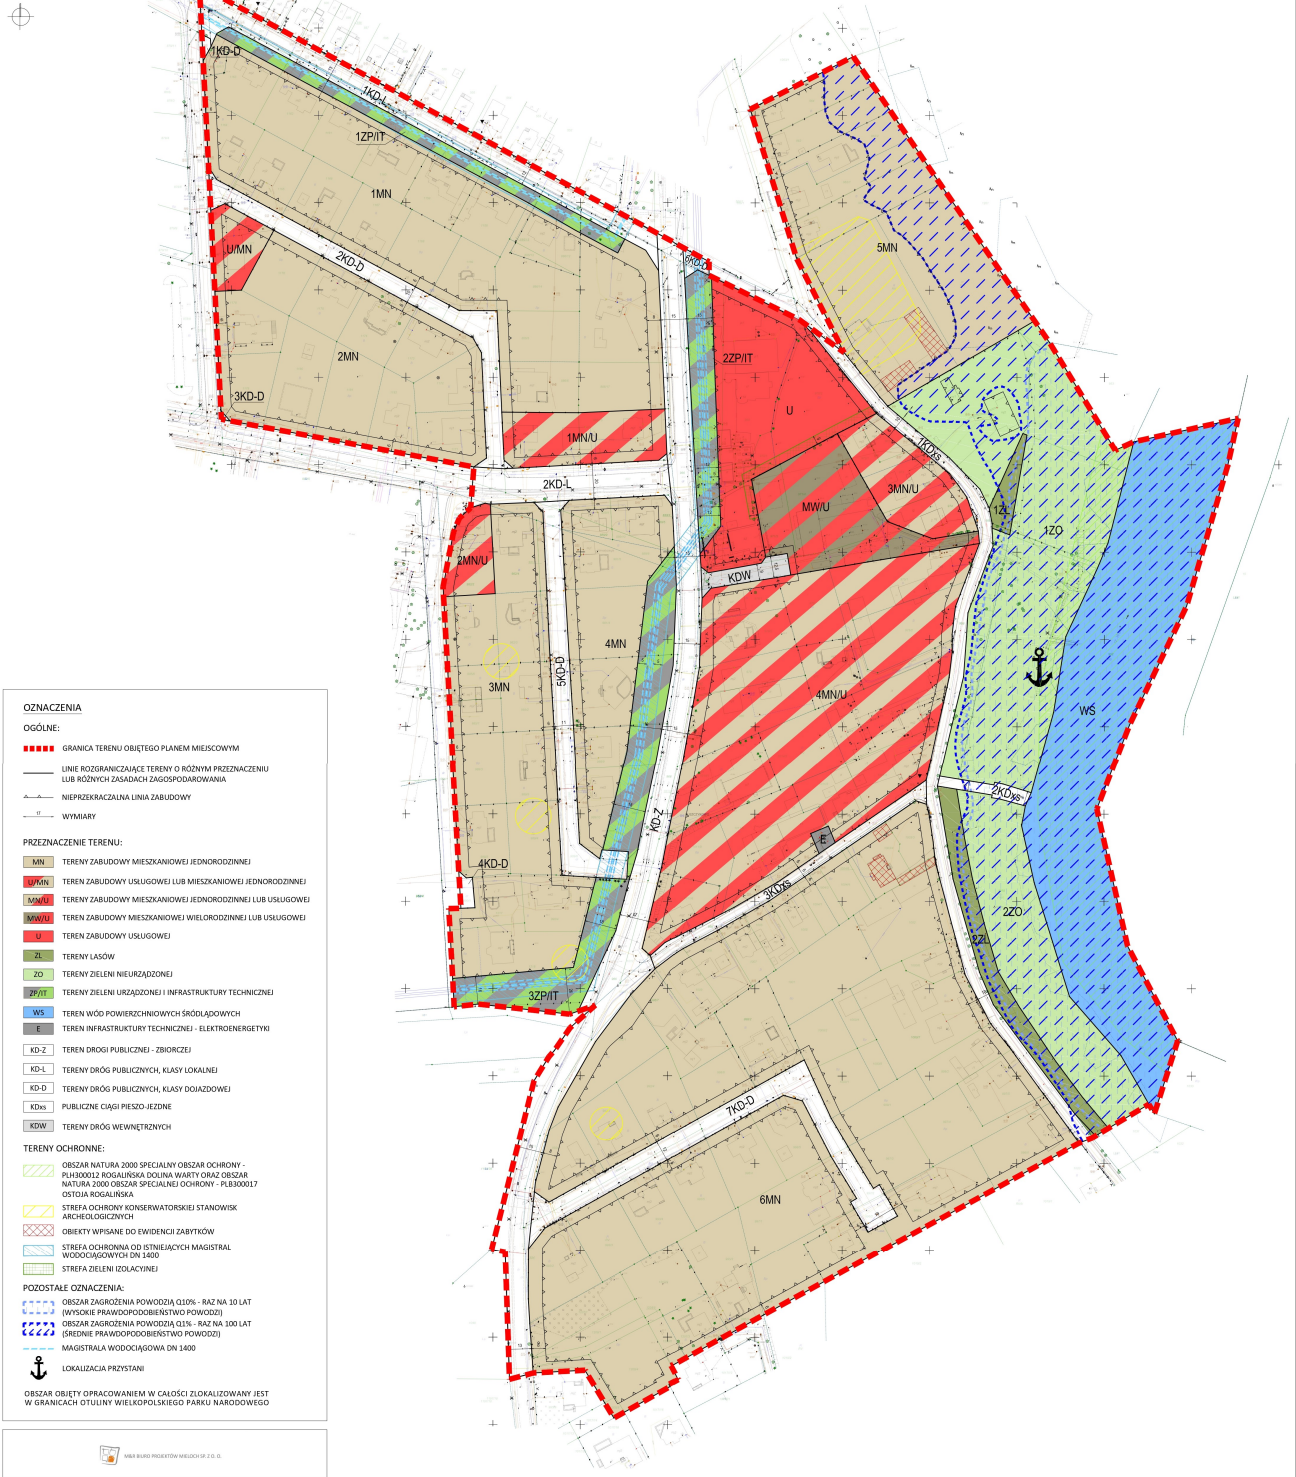 1KD-D
1KD-L
1ZP/IT
1MN
5MN
U/MN
2KD-D
6KD-D
2MN
2ZP/IT
3KD-D
U
1MN/U
1KDxs
2KD-L
3MN/U
MW/U
1ZL
1ZO
2MN/U
KDW
4MN
5KD-D
3MN
4MN/U
WS
2KDxs
KD-Z
E
4KD-D
3KDxs
2ZO
2ZL
3ZP/IT
7KD-D
6MN
OZNACZENIA
OGÓLNE:
GRANICA TERENU OBJĘTEGO PLANEM MIEJSCOWYM
LINIE ROZGRANICZAJĄCE TERENY O RÓŻNYM PRZEZNACZENIU
LUB RÓŻNYCH ZASADACH ZAGOSPODAROWANIA
NIEPRZEKRACZALNA LINIA ZABUDOWY
17 WYMIARY
PRZEZNACZENIE TERENU:
MN TERENY ZABUDOWY MIESZKANIOWEJ JEDNORODZINNEJ
U/MN TEREN ZABUDOWY USŁUGOWEJ LUB MIESZKANIOWEJ JEDNORODZINNEJ
MN/U TERENY ZABUDOWY MIESZKANIOWEJ JEDNORODZINNEJ LUB USŁUGOWEJ
MW/U TEREN ZABUDOWY MIESZKANIOWEJ WIELORODZINNEJ LUB USŁUGOWEJ
U TEREN ZABUDOWY USŁUGOWEJ
ZL TERENY LASÓW
ZO TERENY ZIELENI NIEURZĄDZONEJ
ZP/IT TERENY ZIELENI URZĄDZONEJ I INFRASTRUKTURY TECHNICZNEJ
WS TEREN WÓD POWIERZCHNIOWYCH ŚRÓDLĄDOWYCH
E TEREN INFRASTRUKTURY TECHNICZNEJ - ELEKTROENERGETYKI
KD-Z TEREN DROGI PUBLICZNEJ - ZBIORCZEJ
KD-L TERENY DRÓG PUBLICZNYCH, KLASY LOKALNEJ
KD-D TERENY DRÓG PUBLICZNYCH, KLASY DOJAZDOWEJ
KDxs PUBLICZNE CIĄGI PIESZO-JEZDNE
KDW TERENY DRÓG WEWNĘTRZNYCH
TERENY OCHRONNE:
OBSZAR NATURA 2000 SPECJALNY OBSZAR OCHRONY -
PLH300012 ROGALIŃSKA DOLINA WARTY ORAZ OBSZAR
NATURA 2000 OBSZAR SPECJALNEJ OCHRONY - PLB300017
OSTOJA ROGALIŃSKA
STREFA OCHRONY KONSERWATORSKIEJ STANOWISK
ARCHEOLOGICZNYCH
OBIEKTY WPISANE DO EWIDENCJI ZABYTKÓW
STREFA OCHRONNA OD ISTNIEJĄCYCH MAGISTRAL
WODOCIĄGOWYCH DN 1400
STREFA ZIELENI IZOLACYJNEJ
POZOSTAŁE OZNACZENIA:
OBSZAR ZAGROŻENIA POWODZIĄ Q10% - RAZ NA 10 LAT
(WYSOKIE PRAWDOPODOBIEŃSTWO POWODZI)
OBSZAR ZAGROŻENIA POWODZIĄ Q1% - RAZ NA 100 LAT
(ŚREDNIE PRAWDOPODOBIEŃSTWO POWODZI)
MAGISTRALA WODOCIĄGOWA DN 1400
LOKALIZACJA PRZYSTANI
OBSZAR OBJĘTY OPRACOWANIEM W CAŁOŚCI ZLOKALIZOWANY JEST
W GRANICACH OTULINY WIELKOPOLSKIEGO PARKU NARODOWEGO
BIURO PROJEKTÓW MIELOCH SP. Z O. O.